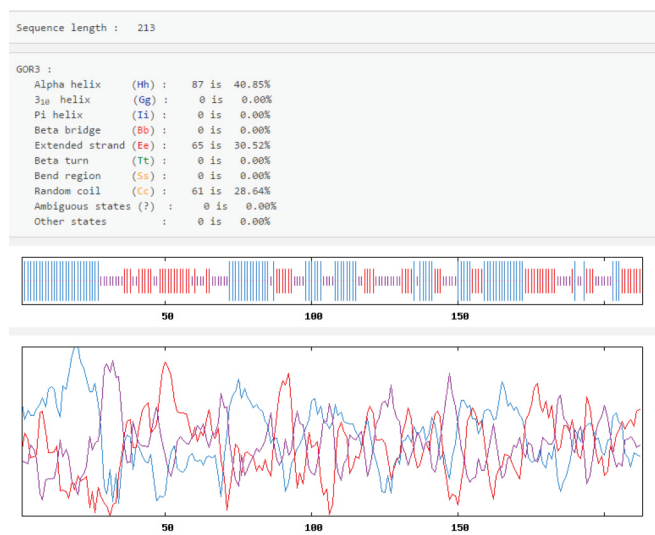 Sequence length :   213
GOR3 :
Alpha helix     (Hh) :    87 is  40.85%
3₁₀  helix      (Gg) :     0 is   0.00%
Pi helix        (Ii) :     0 is   0.00%
Beta bridge     (Bb) :     0 is   0.00%
Extended strand (Ee) :    65 is  30.52%
Beta turn       (Tt) :     0 is   0.00%
Bend region     (Ss) :     0 is   0.00%
Random coil     (Cc) :    61 is  28.64%
Ambiguous states (?)  :     0 is   0.00%
Other states         :     0 is   0.00%
50 100 150
50 100 150